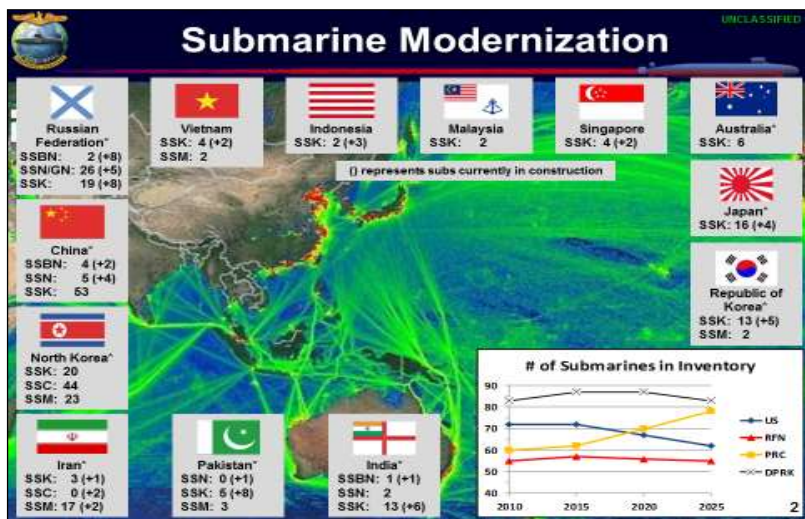 UNCLASSIFIED
Submarine Modernization
Russian
Federation^
SSBN: 2 (+8)
SSN/GN: 26 (+5)
SSK: 19 (+8)
Vietnam
SSK: 4 (+2)
SSM: 2
Indonesia
SSK: 2 (+3)
Malaysia
SSK: 2
Singapore
SSK: 4 (+2)
Australia^
SSK: 6
() represents subs currently in construction
Japan^
SSK: 16 (+4)
China^
SSBN: 4 (+2)
SSN: 5 (+4)
SSK: 53
Republic of
Korea^
SSK: 13 (+5)
SSM: 2
North Korea^
SSK: 20
SSC: 44
SSM: 23
Iran^
SSK: 3 (+1)
SSC: 0 (+2)
SSM: 17 (+2)
Pakistan^
SSN: 0 (+1)
SSK: 5 (+8)
SSM: 3
India^
SSBN: 1 (+1)
SSN: 2
SSK: 13 (+6)
# of Submarines in Inventory
90
80
70
60
50
40
2010 2015 2020 2025
US
RFN
PRC
DPRK
2